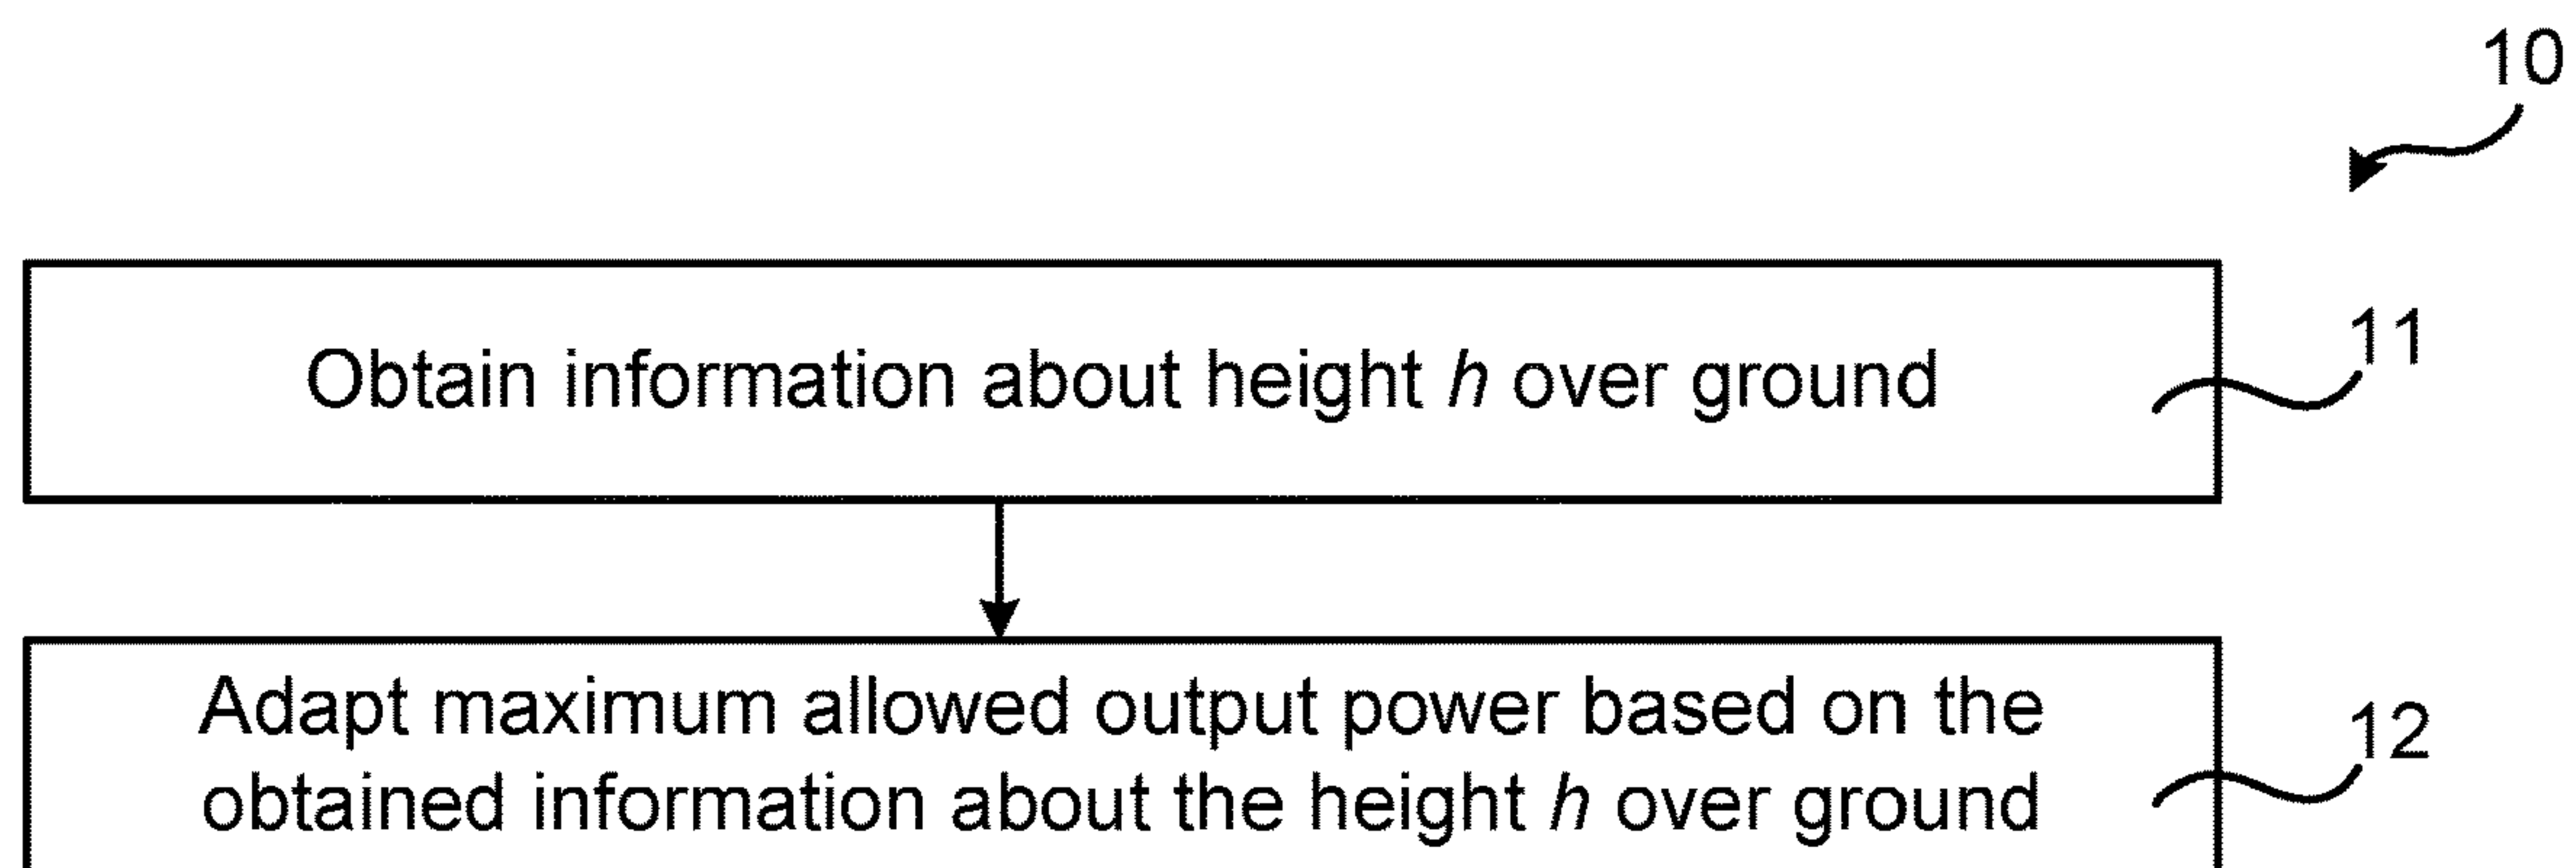 10
Obtain information about height h over ground
11
Adapt maximum allowed output power based on the
obtained information about the height h over ground
12